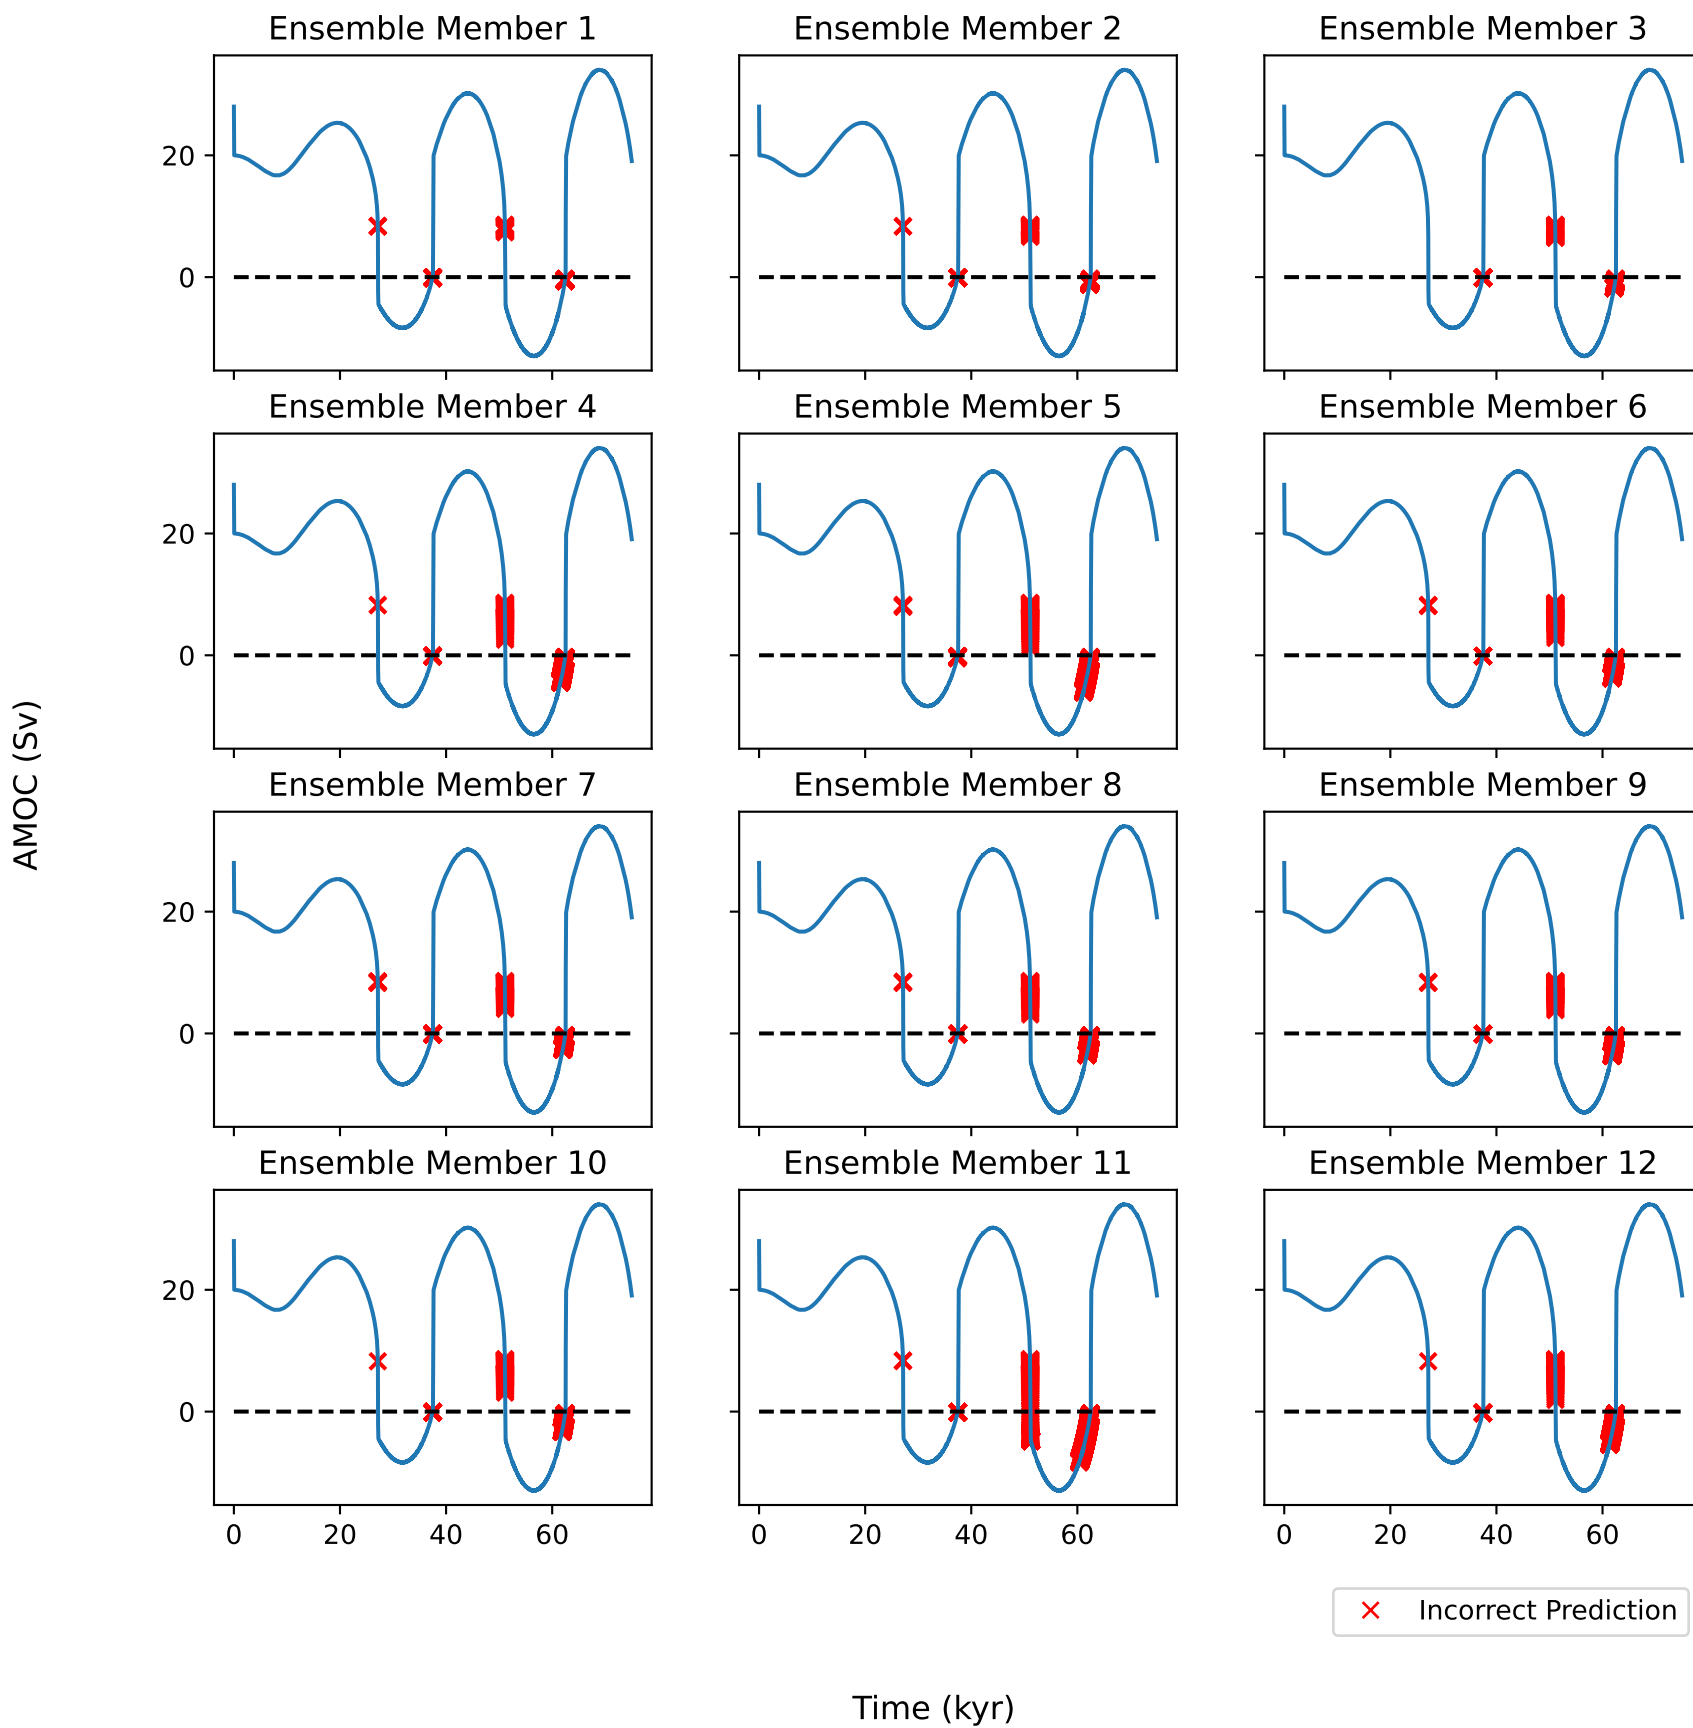 Ensemble Member 1
Ensemble Member 2
Ensemble Member 3
20
0
Ensemble Member 4
Ensemble Member 5
Ensemble Member 6
20
0
AMOC (Sv)
Ensemble Member 7
Ensemble Member 8
Ensemble Member 9
20
0
Ensemble Member 10
Ensemble Member 11
Ensemble Member 12
20
0
0 20 40 60
0 20 40 60
0 20 40 60
Incorrect Prediction
Time (kyr)